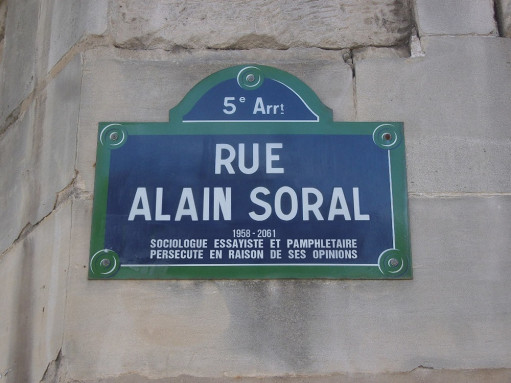 5e Arrt
RUE
ALAIN SORAL
1958 - 2061
SOCIOLOGUE ESSAYISTE ET PAMPHLETAIRE
PERSECUTE EN RAISON DE SES OPINIONS